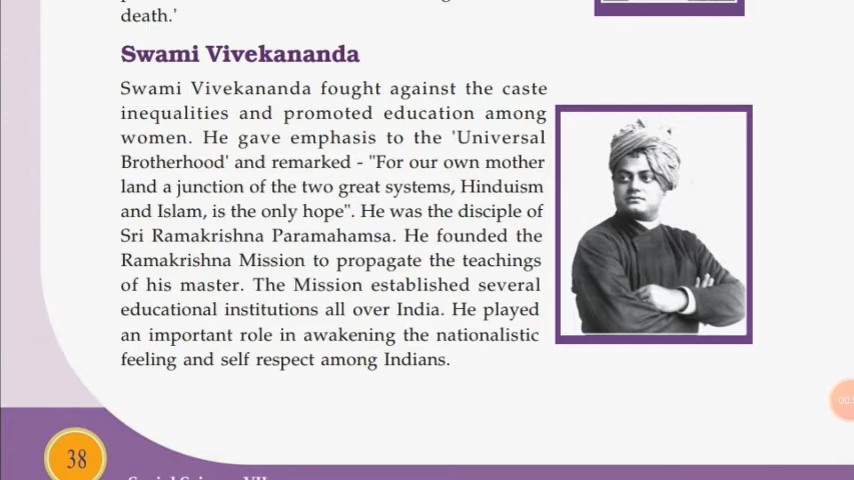 death.'
Swami Vivekananda
Swami Vivekananda fought against the caste
inequalities and promoted education among
women. He gave emphasis to the 'Universal
Brotherhood' and remarked - "For our own mother
land a junction of the two great systems, Hinduism
and Islam, is the only hope". He was the disciple of
Sri Ramakrishna Paramahamsa. He founded the
Ramakrishna Mission to propagate the teachings
of his master. The Mission established several
educational institutions all over India. He played
an important role in awakening the nationalistic
feeling and self respect among Indians.
38